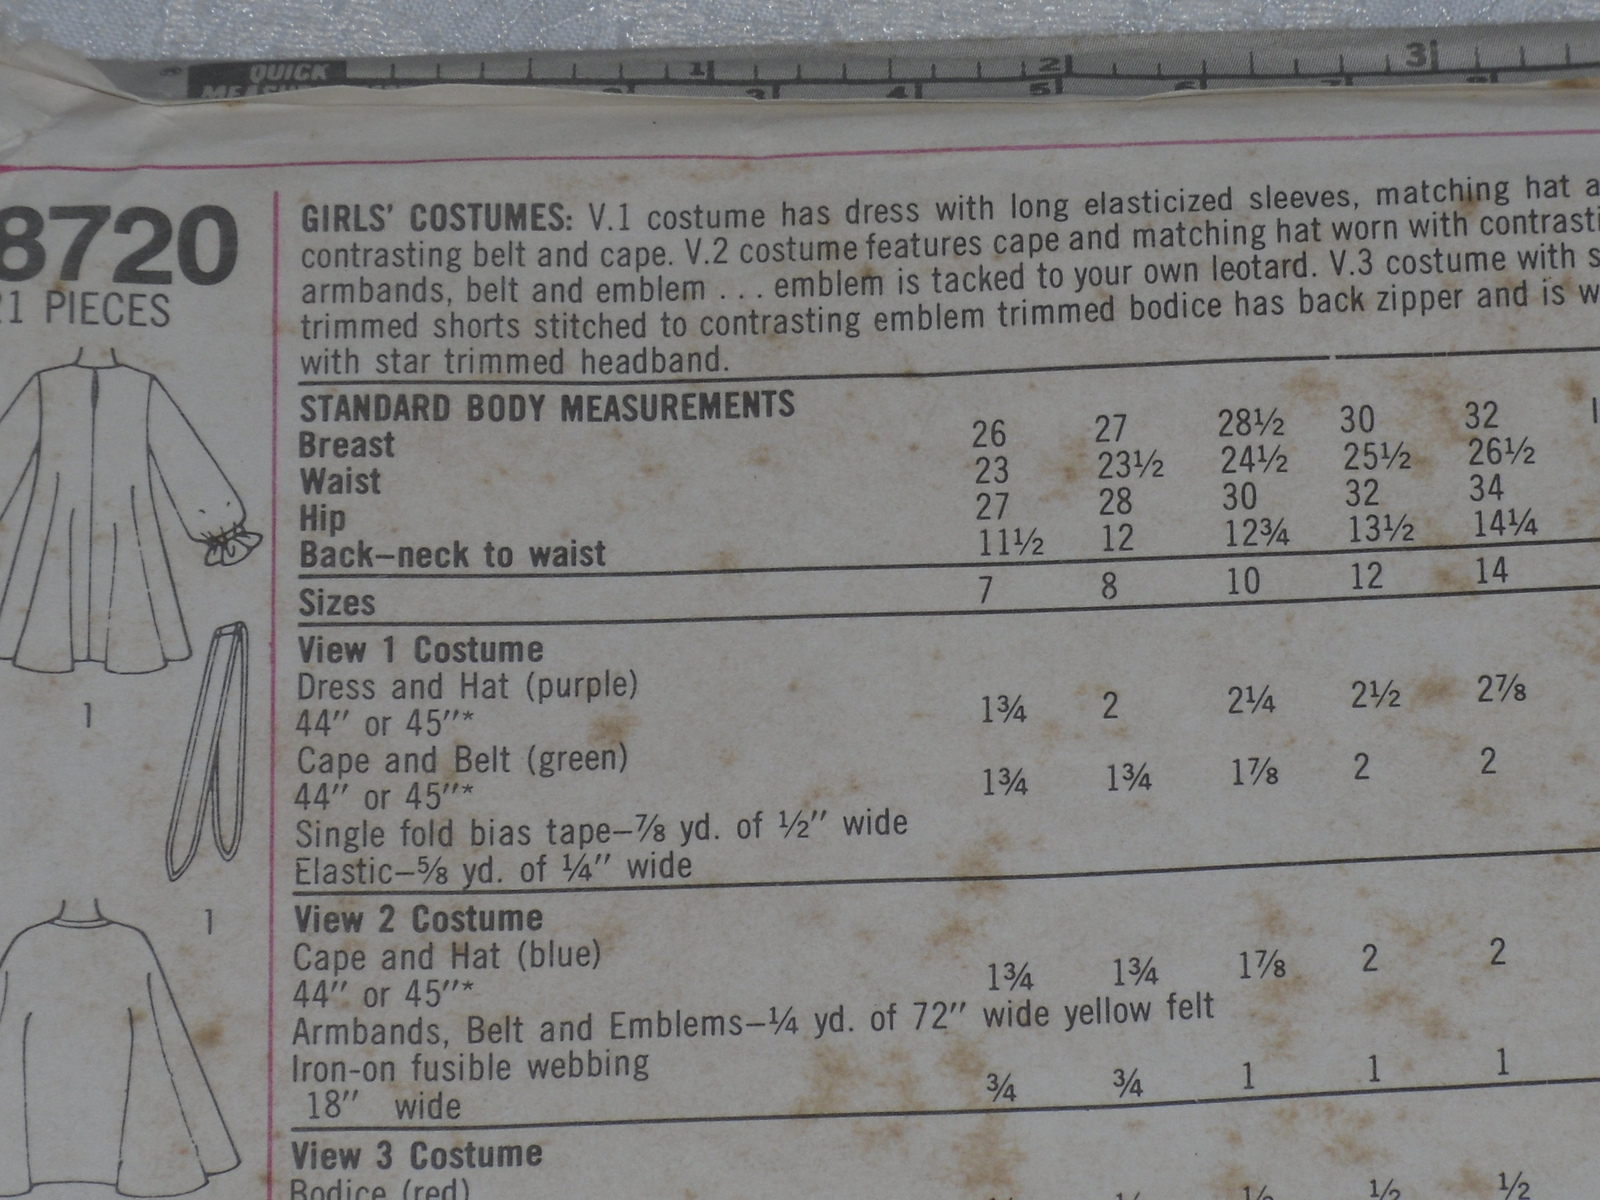 QUICK
1 2 3
2 3 4 5 6 7
8720
21 PIECES
1
1
GIRLS' COSTUMES: V.1 costume has dress with long elasticized sleeves, matching hat a
contrasting belt and cape. V.2 costume features cape and matching hat worn with contrasti
armbands, belt and emblem . . . emblem is tacked to your own leotard. V.3 costume with s
trimmed shorts stitched to contrasting emblem trimmed bodice has back zipper and is w
with star trimmed headband.
STANDARD BODY MEASUREMENTS
Breast 26 27 28½ 30 32
Waist 23 23½ 24½ 25½ 26½
Hip 27 28 30 32 34
Back–neck to waist 11½ 12 12¾ 13½ 14¼
Sizes 7 8 10 12 14
View 1 Costume
Dress and Hat (purple)
44″ or 45″* 1¾ 2 2¼ 2½ 2⅞
Cape and Belt (green)
44″ or 45″* 1¾ 1¾ 1⅞ 2 2
Single fold bias tape–⅞ yd. of ½″ wide
Elastic–⅝ yd. of ¼″ wide
View 2 Costume
Cape and Hat (blue)
44″ or 45″* 1¾ 1¾ 1⅞ 2 2
Armbands, Belt and Emblems–¼ yd. of 72″ wide yellow felt
Iron-on fusible webbing
18″ wide ¾ ¾ 1 1 1
View 3 Costume
Bodice (red) ½ ½